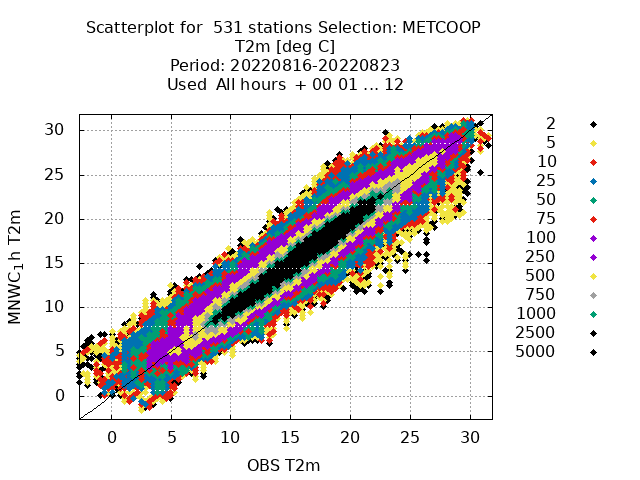 Scatterplot for 531 stations Selection: METCOOP
T2m [deg C]
Period: 20220816-20220823
Used All hours + 00 01 ... 12
30
25
20
15
10
5
0
MNWC₁h T2m
0 5 10 15 20 25 30
OBS T2m
2
5
10
25
50
75
100
250
500
750
1000
2500
5000